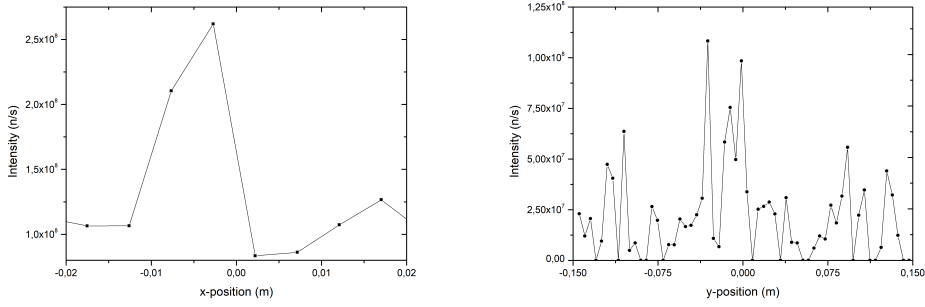 2,5x10⁸
2,0x10⁸
1,5x10⁸
1,0x10⁸
Intensity (n/s)
-0,02
-0,01
0,00
0,01
0,02
x-position (m)
1,25x10⁸
1,00x10⁸
7,50x10⁷
5,00x10⁷
2,50x10⁷
0,00
Intensity (n/s)
-0,150
-0,075
0,000
0,075
0,150
y-position (m)